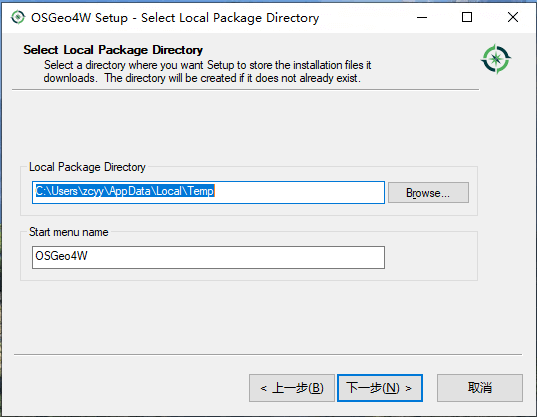 OSGeo4W Setup - Select Local Package Directory
Select Local Package Directory
Select a directory where you want Setup to store the installation files it
downloads. The directory will be created if it does not already exist.
Local Package Directory
C:\Users\zcyy\AppData\Local\Temp
Browse...
Start menu name
OSGeo4W
< 上一步(B)
下一步(N) >
取消